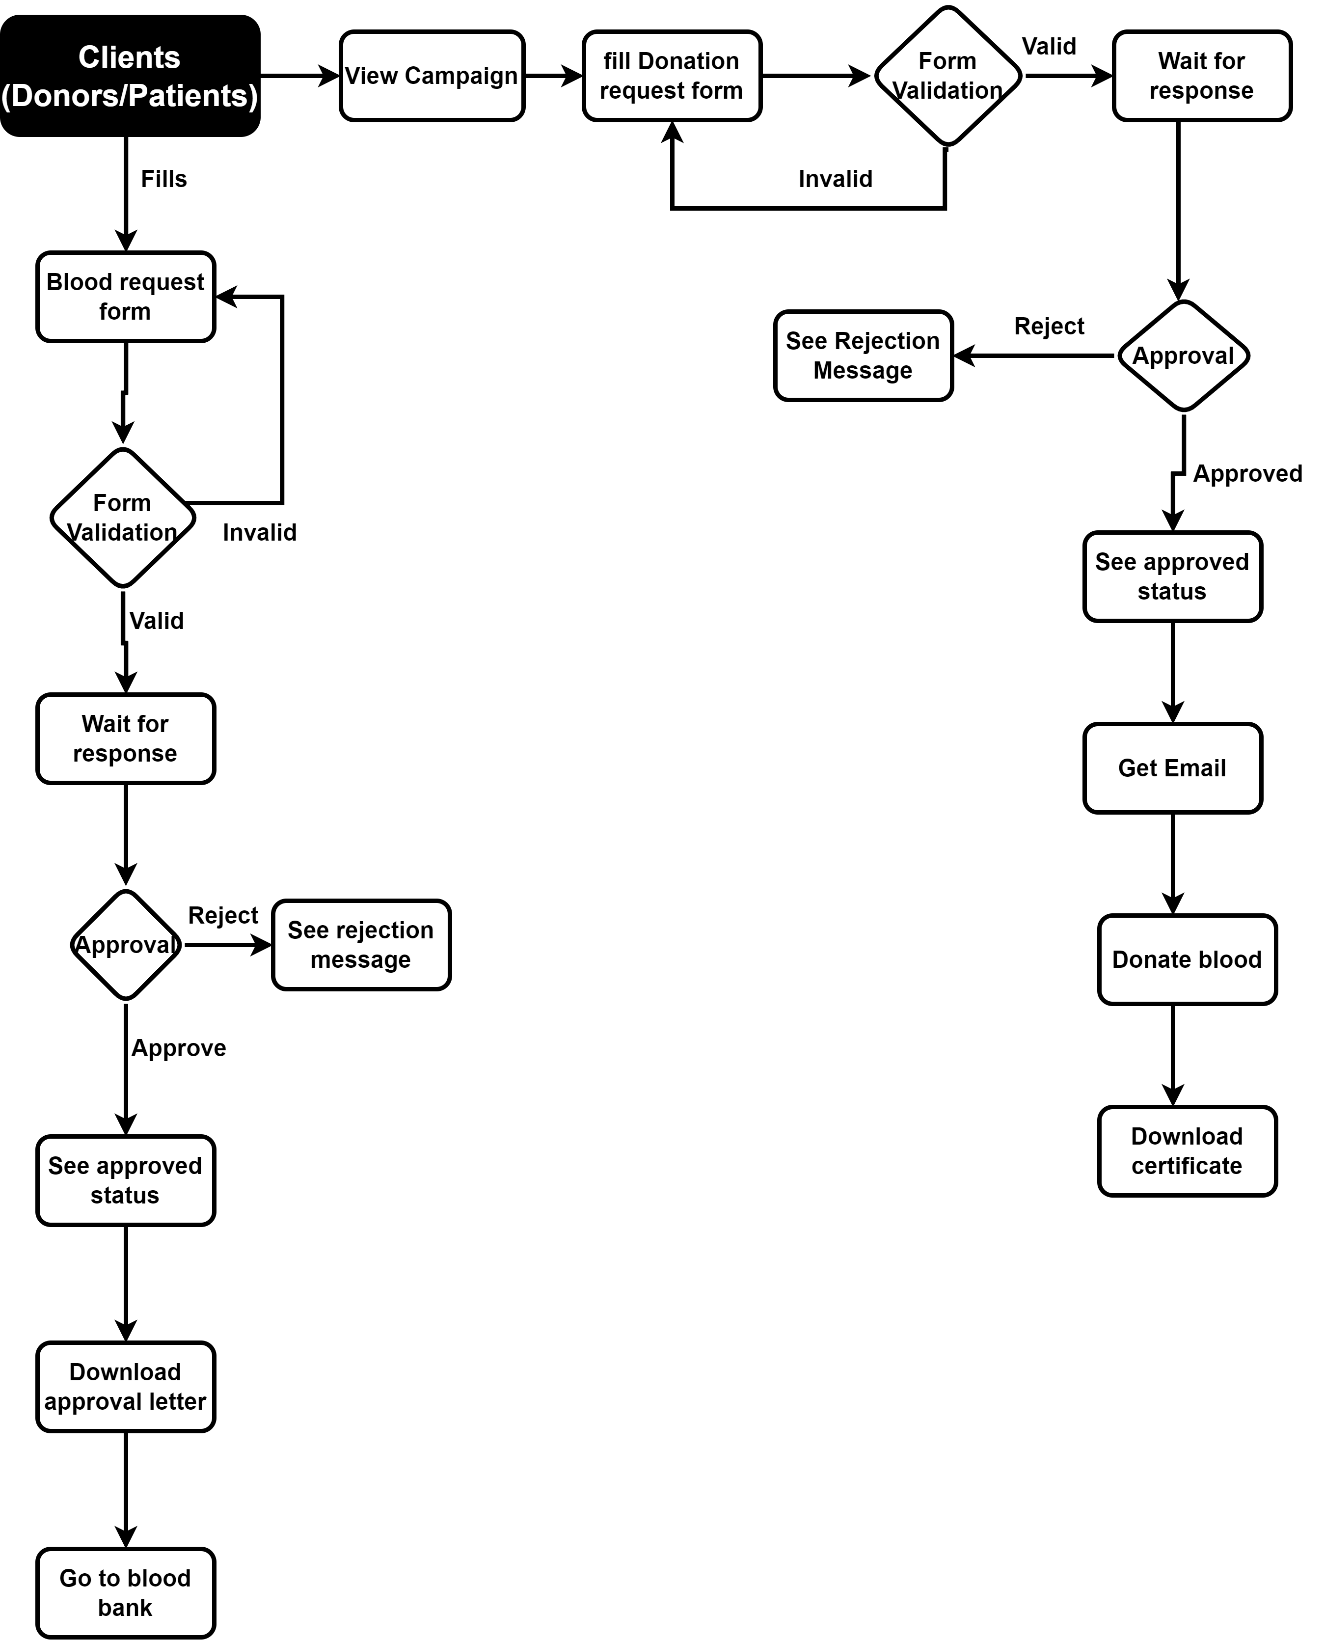 Clients
(Donors/Patients)
View Campaign
fill Donation
request form
Form
Validation
Valid
Wait for
response
Invalid
Fills
Blood request
form
Form
Validation
Invalid
Valid
Wait for
response
Approval
Reject
See rejection
message
Approve
See approved
status
Download
approval letter
Go to blood
bank
Approval
Reject
See Rejection
Message
Approved
See approved
status
Get Email
Donate blood
Download
certificate